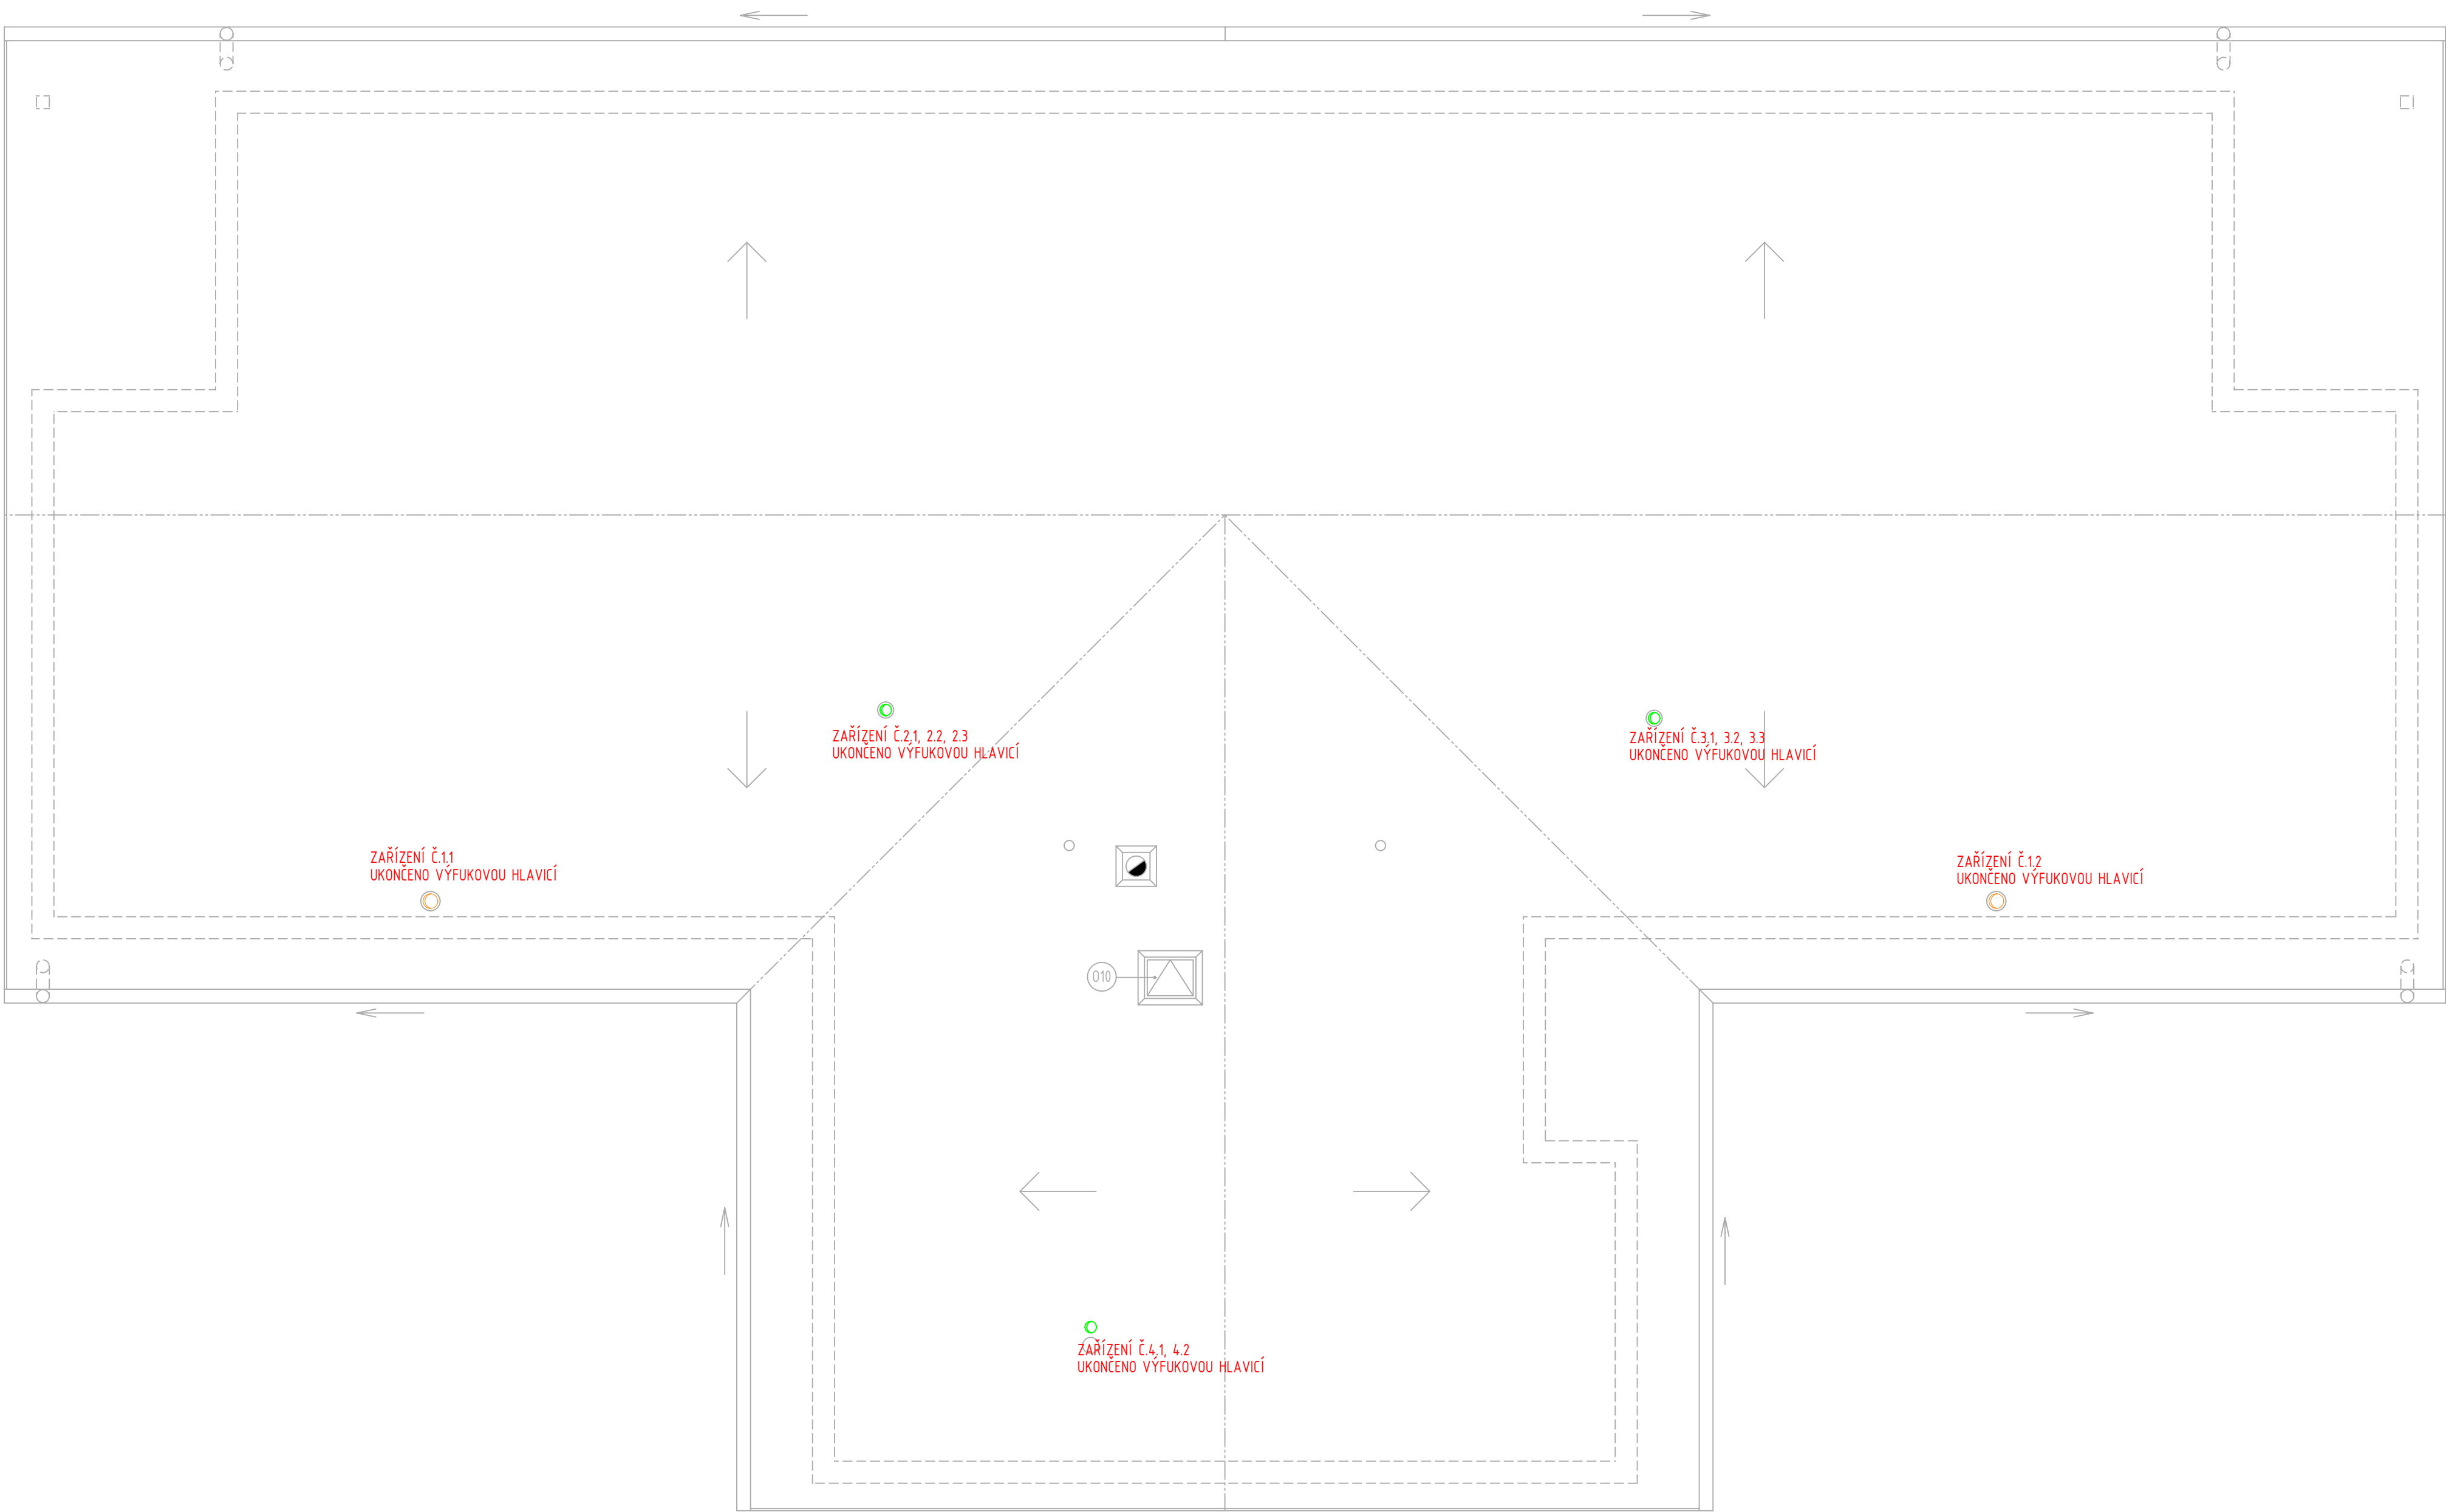 ZAŘÍZENÍ Č.2.1, 2.2, 2.3
UKONČENO VÝFUKOVOU HLAVICÍ
ZAŘÍZENÍ Č.3.1, 3.2, 3.3
UKONČENO VÝFUKOVOU HLAVICÍ
ZAŘÍZENÍ Č.1.1
UKONČENO VÝFUKOVOU HLAVICÍ
ZAŘÍZENÍ Č.1.2
UKONČENO VÝFUKOVOU HLAVICÍ
O10
ZAŘÍZENÍ Č.4.1, 4.2
UKONČENO VÝFUKOVOU HLAVICÍ